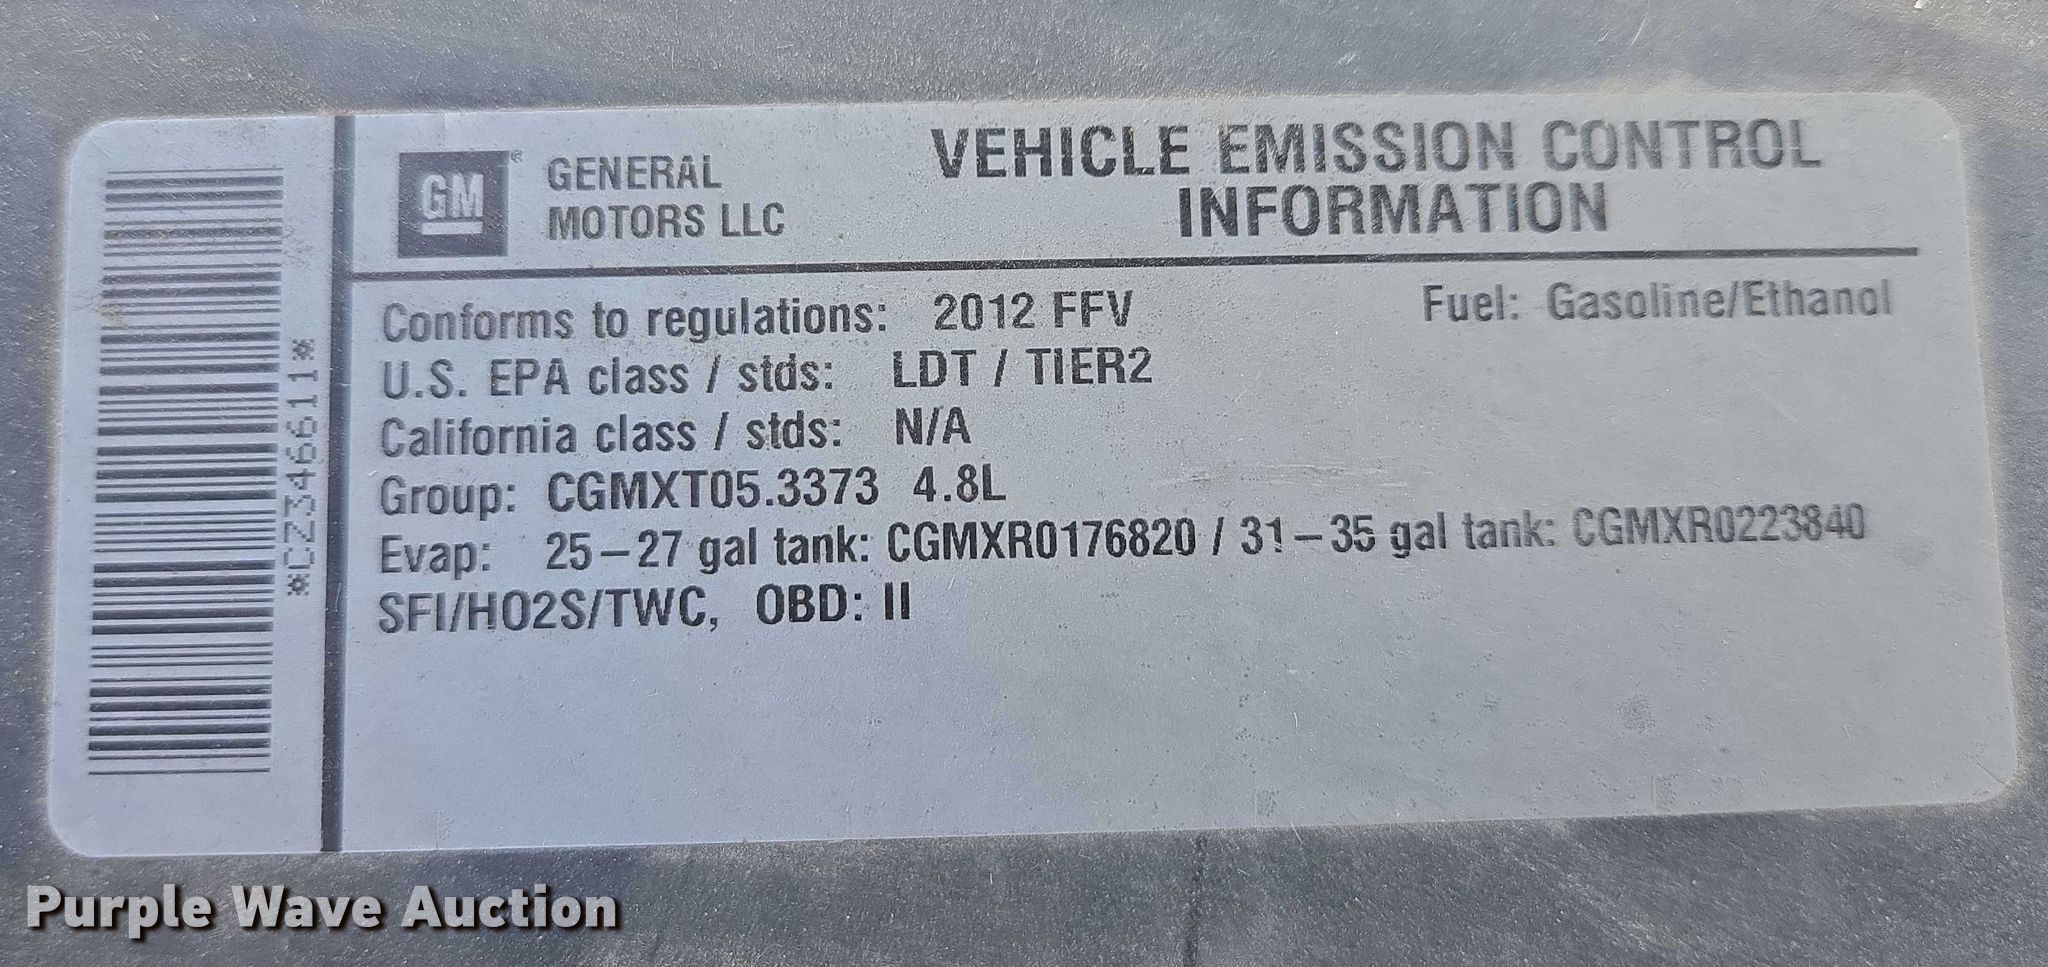 GM
GENERAL
MOTORS LLC
VEHICLE EMISSION CONTROL
INFORMATION
Conforms to regulations: 2012 FFV
Fuel: Gasoline/Ethanol
U.S. EPA class / stds: LDT / TIER2
California class / stds: N/A
Group: CGMXT05.3373 4.8L
Evap: 25–27 gal tank: CGMXR0176820 / 31–35 gal tank: CGMXR0223840
SFI/HO2S/TWC, OBD: II
*CZ346611*
Purple Wave Auction